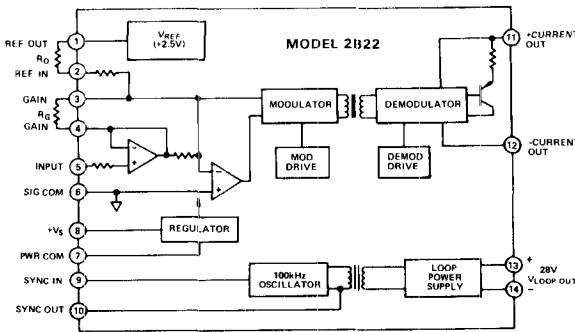 MODEL 2B22
REF OUT 1
VREF
(+2.5V)
RO
REF IN 2
GAIN 3
RG
GAIN 4
INPUT 5
SIG COM 6
+VS 8
PWR COM 7
SYNC IN 9
SYNC OUT 10
MODULATOR
MOD
DRIVE
DEMODULATOR
DEMOD
DRIVE
REGULATOR
100kHz
OSCILLATOR
LOOP
POWER
SUPPLY
11 +CURRENT
OUT
12 -CURRENT
OUT
13 +
28V
VLOOP OUT
14 −
− +
− +